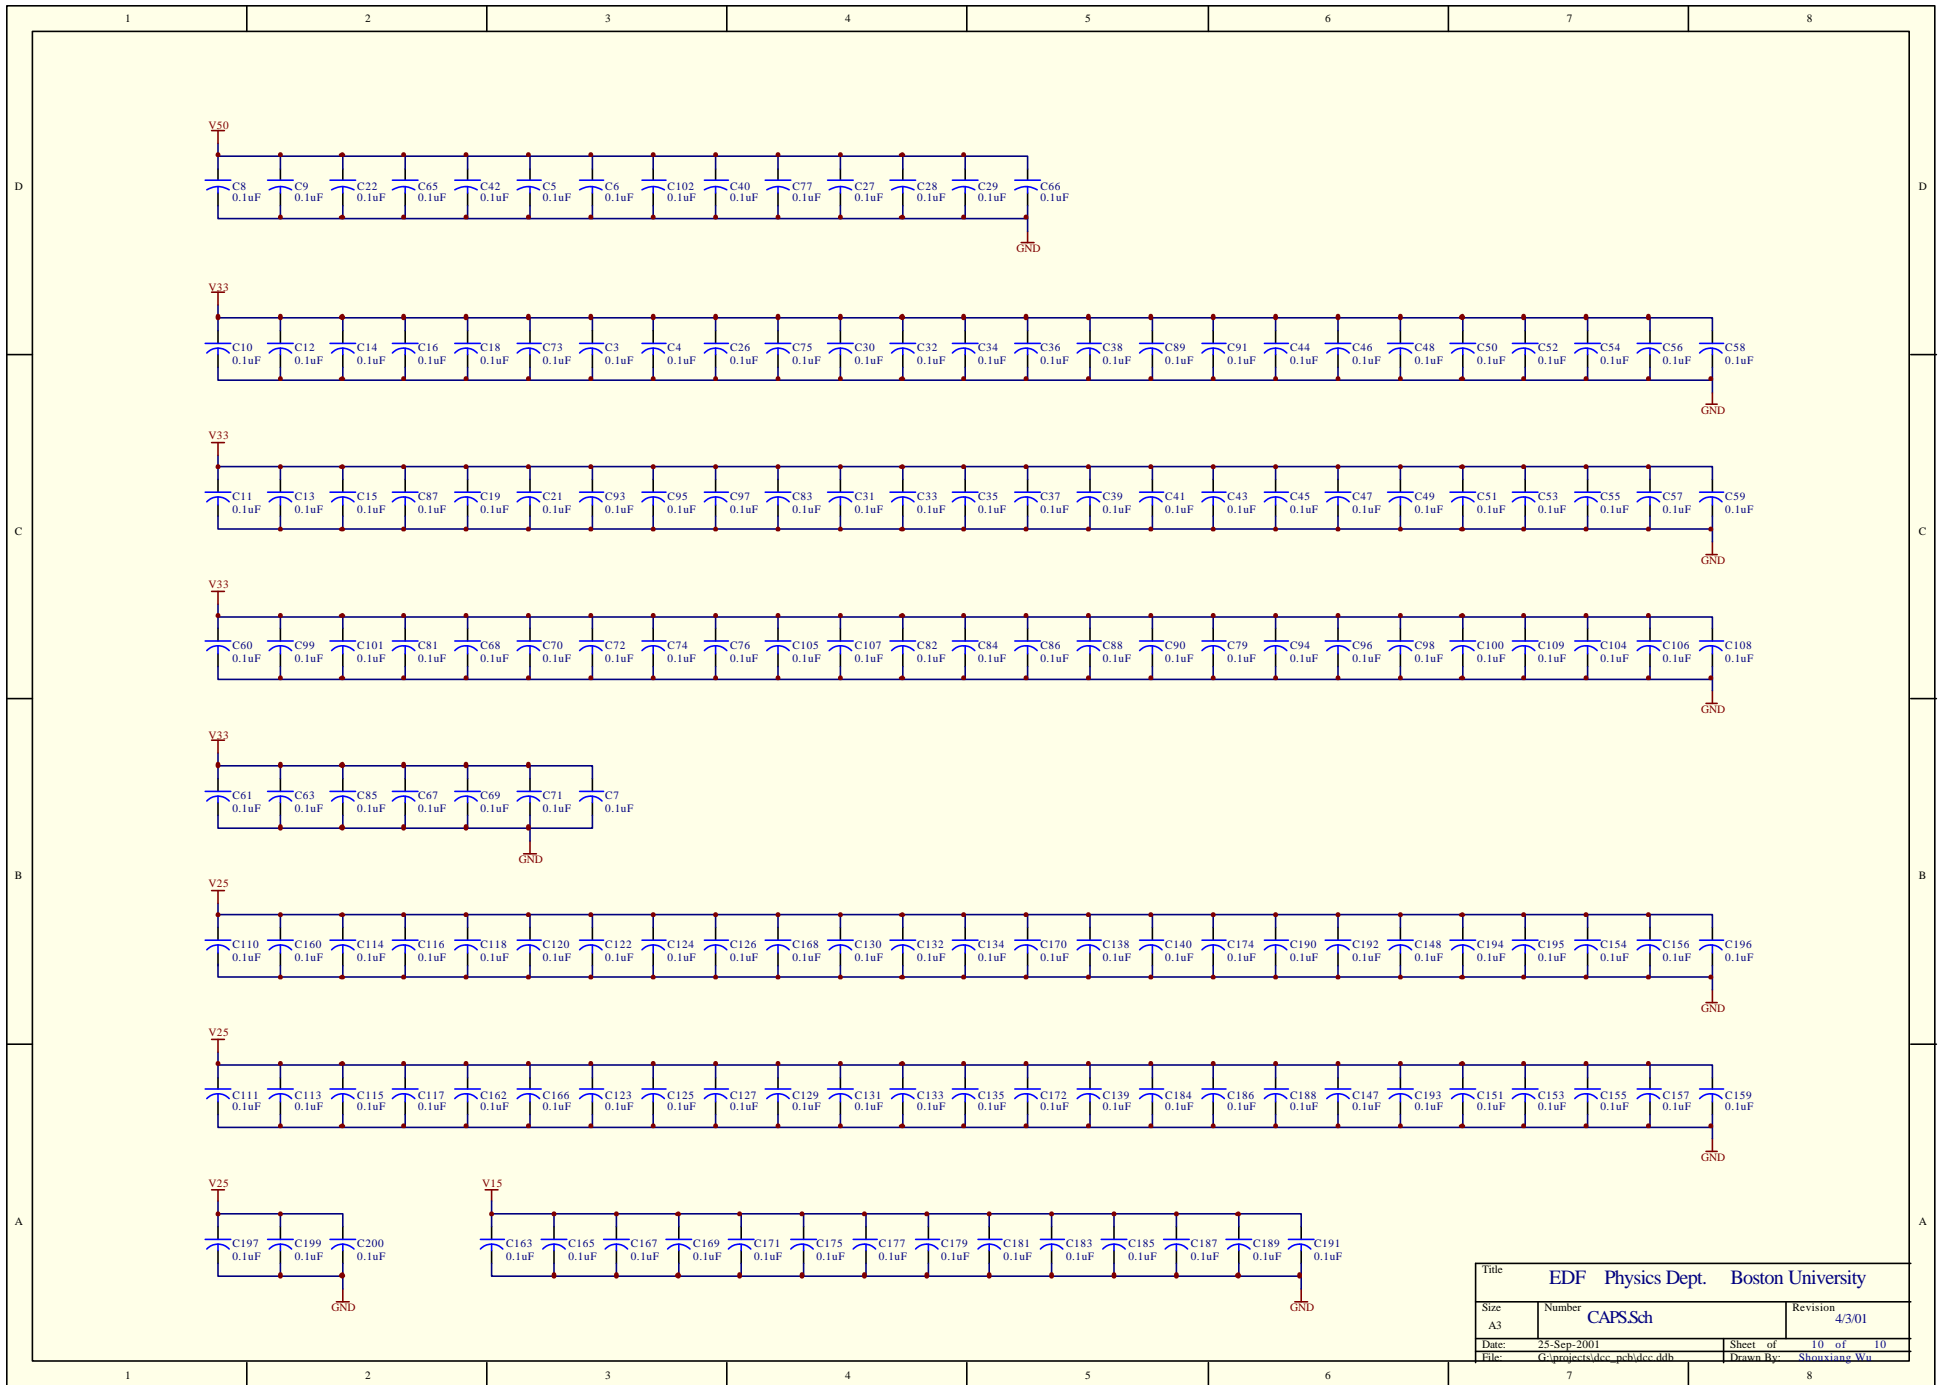 1 2 3 4 5 6 7 8
V50
D D
C8 C9 C22 C65 C42 C5 C6 C102 C40 C77 C27 C28 C29 C66
0.1uF 0.1uF 0.1uF 0.1uF 0.1uF 0.1uF 0.1uF 0.1uF 0.1uF 0.1uF 0.1uF 0.1uF 0.1uF 0.1uF
GND
V33
C10 C12 C14 C16 C18 C73 C3 C4 C26 C75 C30 C32 C34 C36 C38 C89 C91 C44 C46 C48 C50 C52 C54 C56 C58
0.1uF 0.1uF 0.1uF 0.1uF 0.1uF 0.1uF 0.1uF 0.1uF 0.1uF 0.1uF 0.1uF 0.1uF 0.1uF 0.1uF 0.1uF 0.1uF 0.1uF 0.1uF 0.1uF 0.1uF 0.1uF 0.1uF 0.1uF 0.1uF 0.1uF
GND
V33
C11 C13 C15 C87 C19 C21 C93 C95 C97 C83 C31 C33 C35 C37 C39 C41 C43 C45 C47 C49 C51 C53 C55 C57 C59
0.1uF 0.1uF 0.1uF 0.1uF 0.1uF 0.1uF 0.1uF 0.1uF 0.1uF 0.1uF 0.1uF 0.1uF 0.1uF 0.1uF 0.1uF 0.1uF 0.1uF 0.1uF 0.1uF 0.1uF 0.1uF 0.1uF 0.1uF 0.1uF 0.1uF
C C
GND
V33
C60 C99 C101 C81 C68 C70 C72 C74 C76 C105 C107 C82 C84 C86 C88 C90 C79 C94 C96 C98 C100 C109 C104 C106 C108
0.1uF 0.1uF 0.1uF 0.1uF 0.1uF 0.1uF 0.1uF 0.1uF 0.1uF 0.1uF 0.1uF 0.1uF 0.1uF 0.1uF 0.1uF 0.1uF 0.1uF 0.1uF 0.1uF 0.1uF 0.1uF 0.1uF 0.1uF 0.1uF 0.1uF
GND
V33
C61 C63 C85 C67 C69 C71 C7
0.1uF 0.1uF 0.1uF 0.1uF 0.1uF 0.1uF 0.1uF
GND
B B
V25
C110 C160 C114 C116 C118 C120 C122 C124 C126 C168 C130 C132 C134 C170 C138 C140 C174 C190 C192 C148 C194 C195 C154 C156 C196
0.1uF 0.1uF 0.1uF 0.1uF 0.1uF 0.1uF 0.1uF 0.1uF 0.1uF 0.1uF 0.1uF 0.1uF 0.1uF 0.1uF 0.1uF 0.1uF 0.1uF 0.1uF 0.1uF 0.1uF 0.1uF 0.1uF 0.1uF 0.1uF 0.1uF
GND
V25
C111 C113 C115 C117 C162 C166 C123 C125 C127 C129 C131 C133 C135 C172 C139 C184 C186 C188 C147 C193 C151 C153 C155 C157 C159
0.1uF 0.1uF 0.1uF 0.1uF 0.1uF 0.1uF 0.1uF 0.1uF 0.1uF 0.1uF 0.1uF 0.1uF 0.1uF 0.1uF 0.1uF 0.1uF 0.1uF 0.1uF 0.1uF 0.1uF 0.1uF 0.1uF 0.1uF 0.1uF 0.1uF
GND
V25 V15
A A
C197 C199 C200 C163 C165 C167 C169 C171 C175 C177 C179 C181 C183 C185 C187 C189 C191
0.1uF 0.1uF 0.1uF 0.1uF 0.1uF 0.1uF 0.1uF 0.1uF 0.1uF 0.1uF 0.1uF 0.1uF 0.1uF 0.1uF 0.1uF 0.1uF 0.1uF
GND GND
Title EDF Physics Dept. Boston University
Size A3 Number CAPS.Sch Revision 4/3/01
Date: 25-Sep-2001 Sheet of 10 of 10
File: G:\projects\dcc_pcb\dcc.ddb Drawn By: Shouxiang Wu
1 2 3 4 5 6 7 8